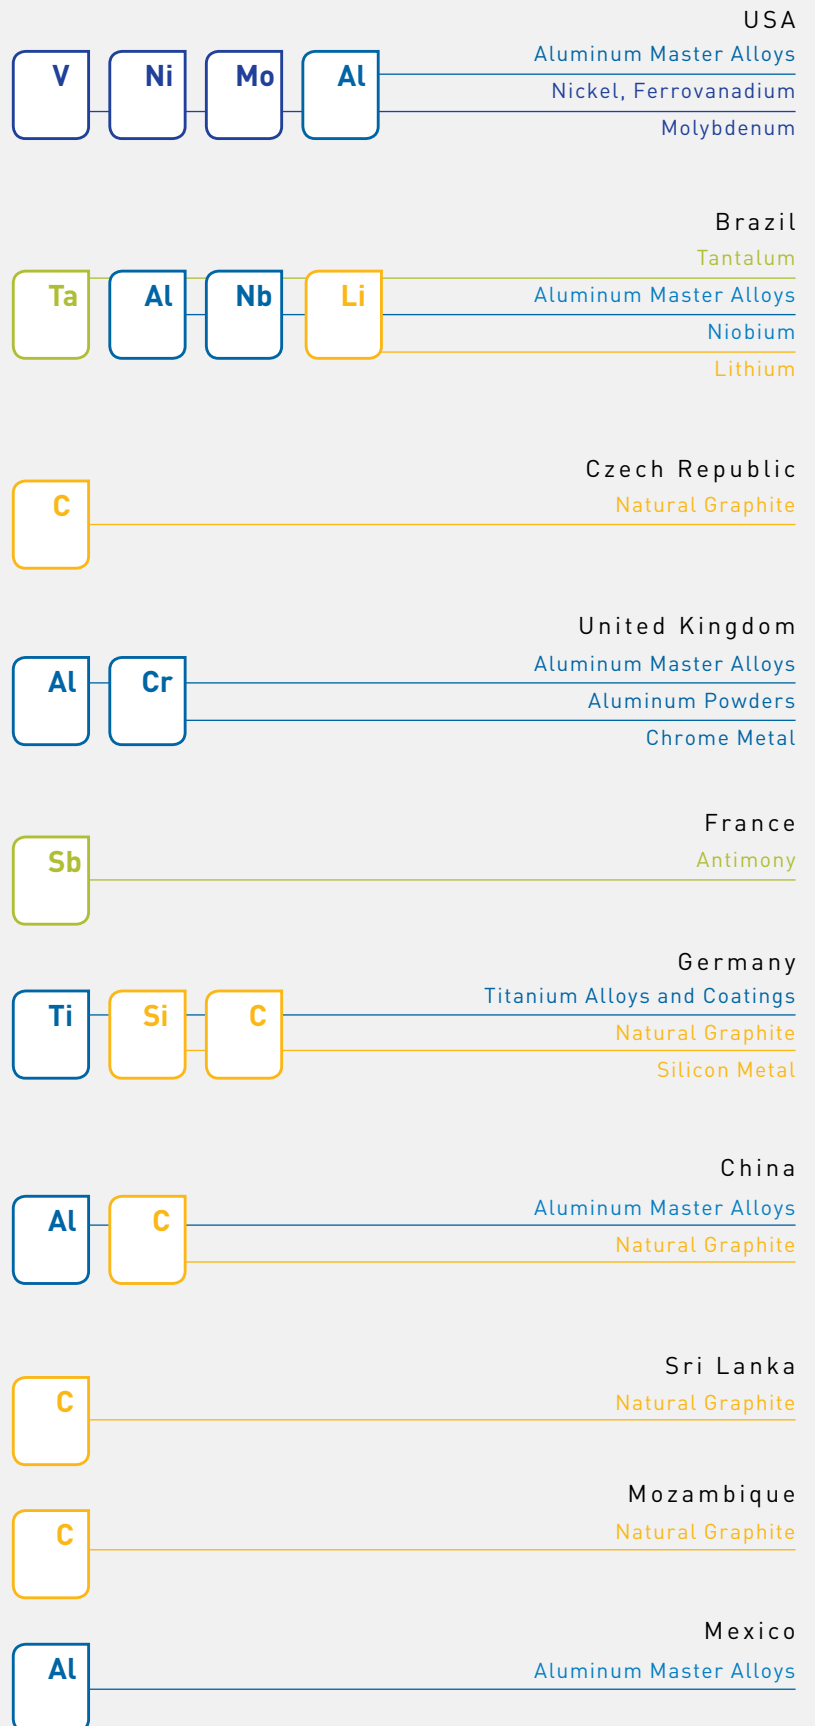 USA
Aluminum Master Alloys
V Ni Mo Al
Nickel, Ferrovanadium
Molybdenum
Brazil
Tantalum
Ta Al Nb Li
Aluminum Master Alloys
Niobium
Lithium
Czech Republic
C Natural Graphite
United Kingdom
Aluminum Master Alloys
Al Cr
Aluminum Powders
Chrome Metal
France
Sb Antimony
Germany
Titanium Alloys and Coatings
Ti Si C
Natural Graphite
Silicon Metal
China
Aluminum Master Alloys
Al C
Natural Graphite
Sri Lanka
C Natural Graphite
Mozambique
C Natural Graphite
Mexico
Al Aluminum Master Alloys